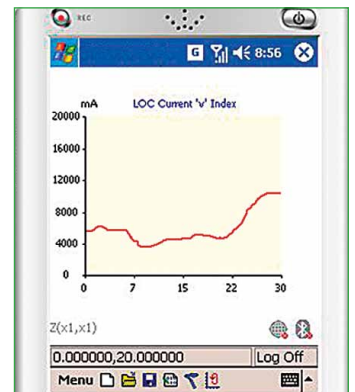 REC
G 8:56
mA LOC Current 'v' Index
20000
16000
12000
8000
4000
0
0 7 15 22 30
Z(x1,x1)
0.000000,20.000000 Log Off
Menu